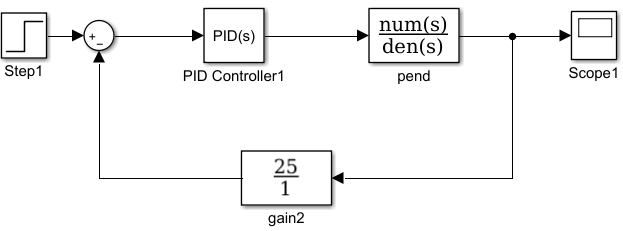 Step1
+
−
PID(s)
PID Controller1
num(s)
den(s)
pend
Scope1
25
1
gain2